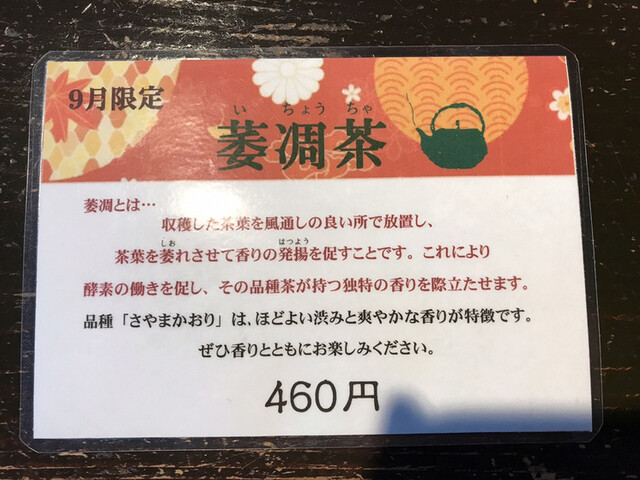 9月限定
い ちょう ちゃ
萎凋茶
萎凋とは…
収穫した茶葉を風通しの良い所で放置し、
しお はつよう
茶葉を萎れさせて香りの発揚を促すことです。これにより
酵素の働きを促し、その品種茶が持つ独特の香りを際立たせます。
品種「さやまかおり」は、ほどよい渋みと爽やかな香りが特徴です。
ぜひ香りとともにお楽しみください。
460円